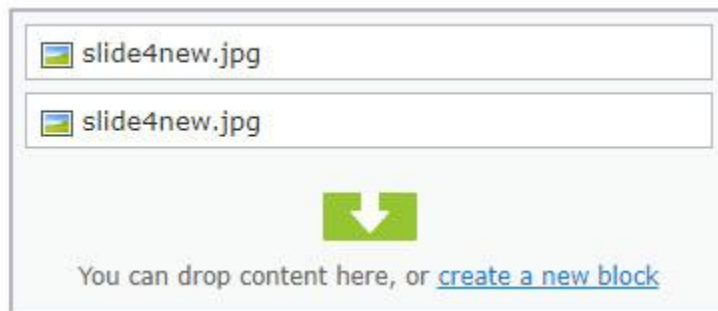 slide4new.jpg
slide4new.jpg
You can drop content here, or create a new block